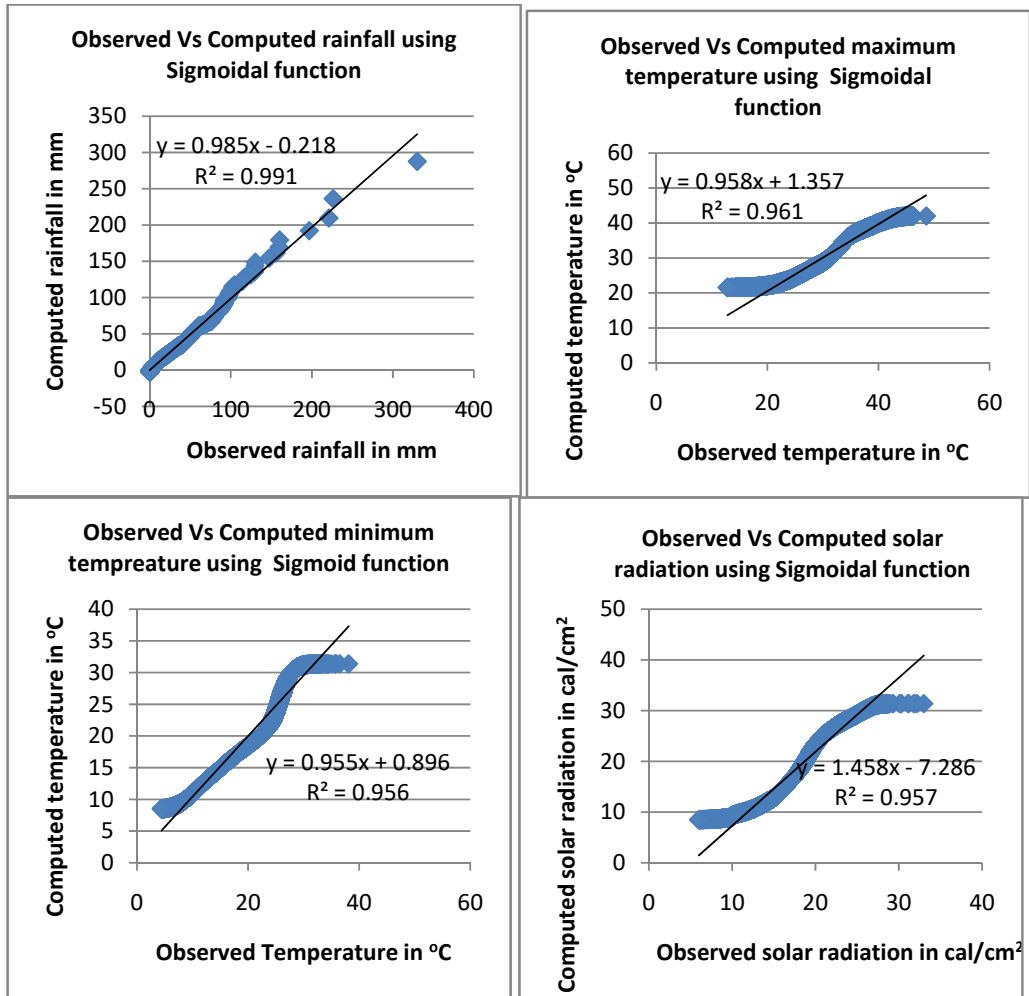 Observed Vs Computed rainfall using
Sigmoidal function
350
300
250
200
150
100
50
0
-50
y = 0.985x - 0.218
R² = 0.991
0 100 200 300 400
Computed rainfall in mm
Observed rainfall in mm
Observed Vs Computed maximum
temperature using Sigmoidal
function
60
50
40
30
20
10
0
y = 0.958x + 1.357
R² = 0.961
0 20 40 60
Computed temperature in ⁰C
Observed temperature in ⁰C
Observed Vs Computed minimum
tempreature using Sigmoid function
40
35
30
25
20
15
10
5
0
y = 0.955x + 0.896
R² = 0.956
0 20 40 60
Computed temperature in ⁰C
Observed Temperature in ⁰C
Observed Vs Computed solar
radiation using Sigmoidal function
50
40
30
20
10
0
y = 1.458x - 7.286
R² = 0.957
0 10 20 30 40
Computed solar radiation in cal/cm²
Observed solar radiation in cal/cm²